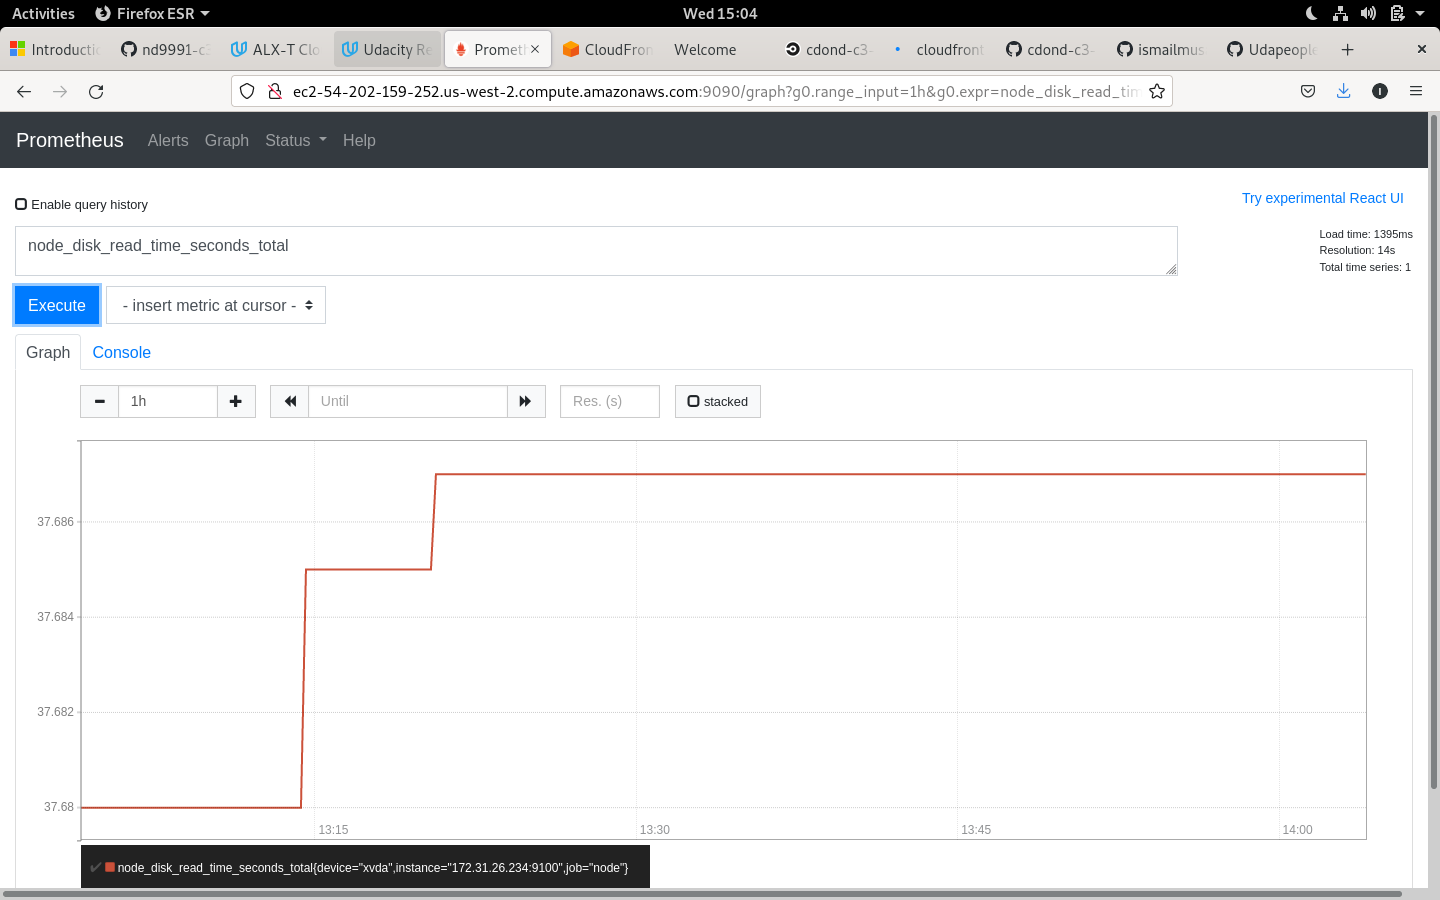 Activities Firefox ESR Wed 15:04
Introductio nd9991-c3 ALX-T Clo Udacity Re Prometh CloudFron Welcome cdond-c3- cloudfront cdond-c3- ismailmus Udapeople
ec2-54-202-159-252.us-west-2.compute.amazonaws.com:9090/graph?g0.range_input=1h&g0.expr=node_disk_read_tim
Prometheus Alerts Graph Status Help
Enable query history
Try experimental React UI
node_disk_read_time_seconds_total
Load time: 1395ms
Resolution: 14s
Total time series: 1
Execute - insert metric at cursor -
Graph Console
1h Until Res. (s) stacked
37.686
37.684
37.682
37.68
13:15 13:30 13:45 14:00
node_disk_read_time_seconds_total{device="xvda",instance="172.31.26.234:9100",job="node"}